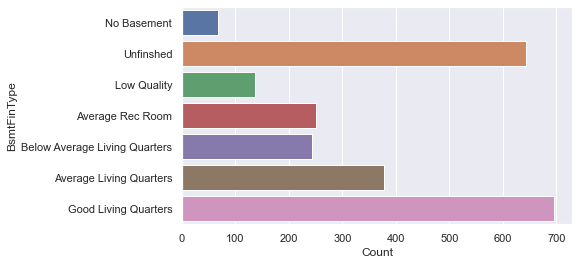 No Basement
Unfinshed
Low Quality
Average Rec Room
Below Average Living Quarters
Average Living Quarters
Good Living Quarters
BsmtFinType
0 100 200 300 400 500 600 700
Count